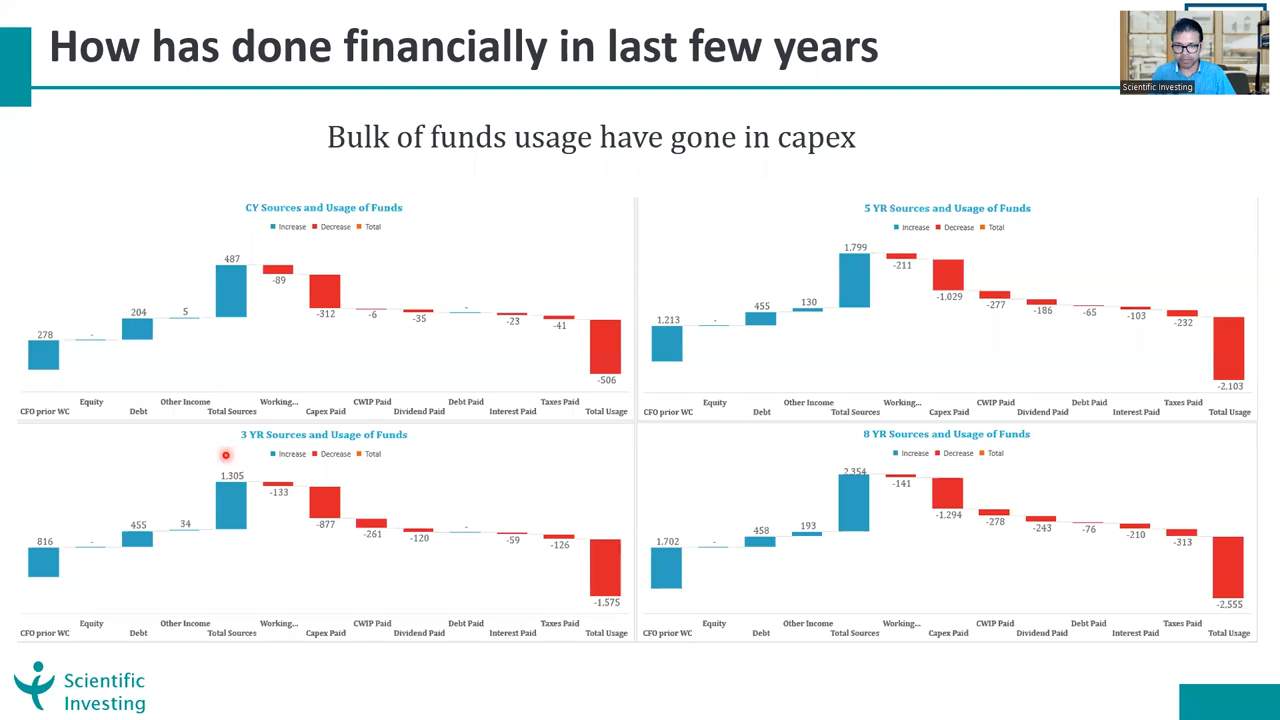 How has done financially in last few years
Scientific Investing
Bulk of funds usage have gone in capex
CY Sources and Usage of Funds
Increase Decrease Total
278 - 204 5 487 -89 -312 -6 -35 - -23 -41 -506
Equity Other Income Working... CWIP Paid Debt Paid Taxes Paid
CFO prior WC Debt Total Sources Capex Paid Dividend Paid Interest Paid Total Usage
5 YR Sources and Usage of Funds
Increase Decrease Total
1,213 - 455 130 1.799 -211 -1.029 -277 -186 -65 -103 -232 -2,103
Equity Other Income Working... CWIP Paid Debt Paid Taxes Paid
CFO prior WC Debt Total Sources Capex Paid Dividend Paid Interest Paid Total Usage
3 YR Sources and Usage of Funds
Increase Decrease Total
816 - 455 34 1,305 -133 -877 -261 -120 - -59 -126 -1,575
Equity Other Income Working... CWIP Paid Debt Paid Taxes Paid
CFO prior WC Debt Total Sources Capex Paid Dividend Paid Interest Paid Total Usage
8 YR Sources and Usage of Funds
Increase Decrease Total
1.702 - 458 193 2.354 -141 -1.294 -278 -243 -76 -210 -313 -2,555
Equity Other Income Working... CWIP Paid Debt Paid Taxes Paid
CFO prior WC Debt Total Sources Capex Paid Dividend Paid Interest Paid Total Usage
Scientific
Investing